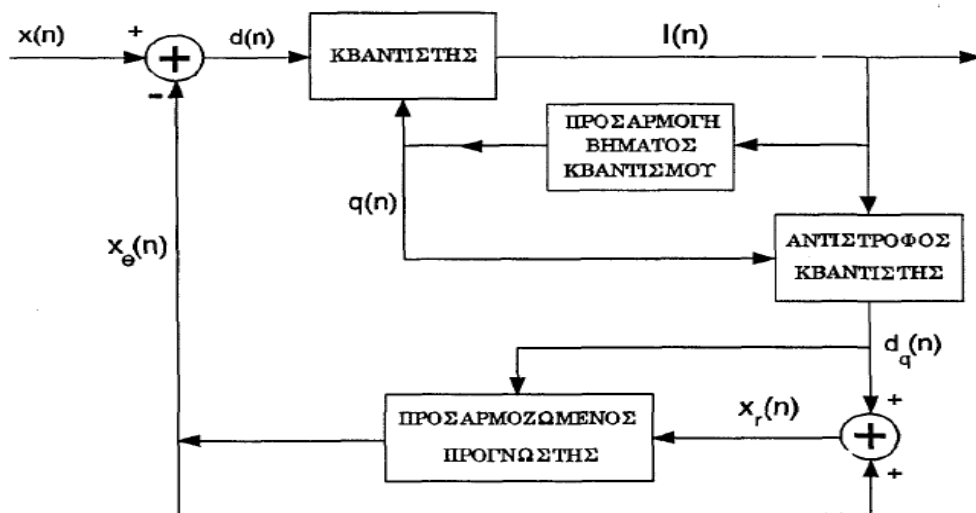 x(n)
+
d(n)
ΚΒΑΝΤΙΣΤΗΣ
I(n)
+
-
ΠΡΟΣΑΡΜΟΓΗ
ΒΗΜΑΤΟΣ
ΚΒΑΝΤΙΣΜΟΥ
q(n)
x_e(n)
ΑΝΤΙΣΤΡΟΦΟΣ
ΚΒΑΝΤΙΣΤΗΣ
d_q(n)
ΠΡΟΣΑΡΜΟΖΩΜΕΝΟΣ
ΠΡΟΓΝΩΣΤΗΣ
x_r(n)
+
+
+